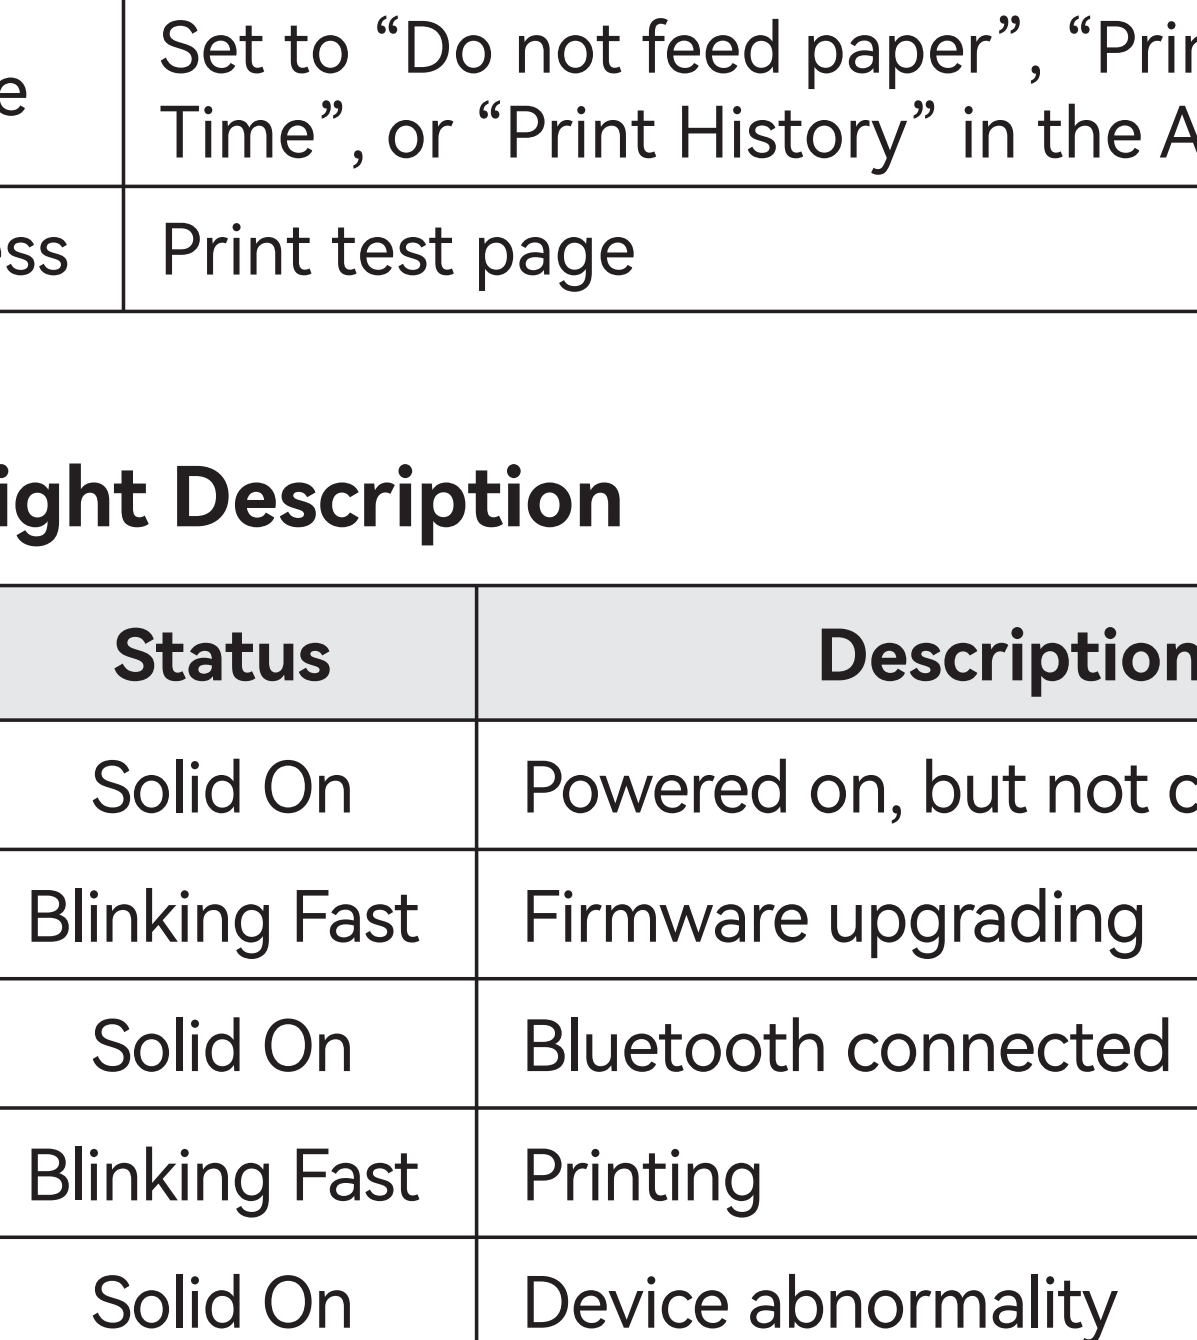 Set to “Do not feed paper”, “Prin
e
Time”, or “Print History” in the A
ess Print test page
ight Description
Status Description
Solid On Powered on, but not c
Blinking Fast Firmware upgrading
Solid On Bluetooth connected
Blinking Fast Printing
Solid On Device abnormality